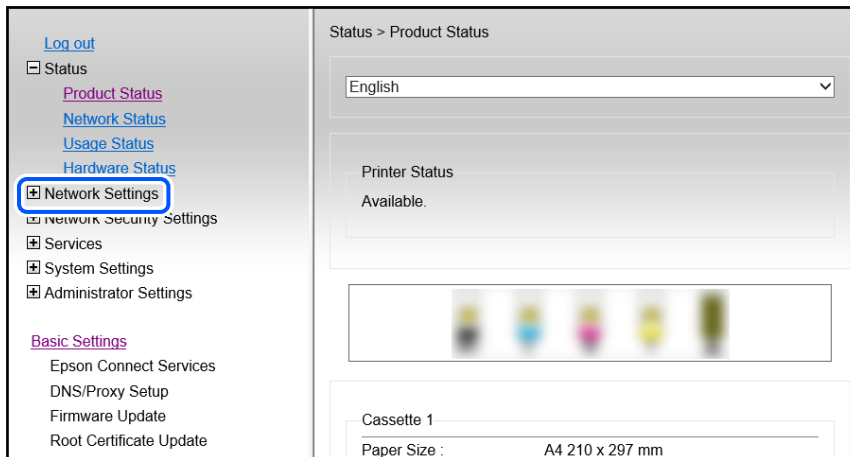 Log out
Status
Product Status
Network Status
Usage Status
Hardware Status
Network Settings
Network Security Settings
Services
System Settings
Administrator Settings
Basic Settings
Epson Connect Services
DNS/Proxy Setup
Firmware Update
Root Certificate Update
Status > Product Status
English
Printer Status
Available.
Cassette 1
Paper Size : A4 210 x 297 mm